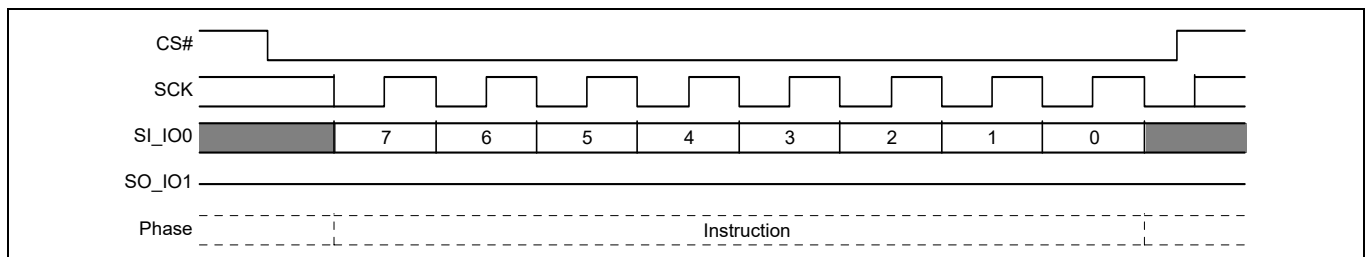 CS#
SCK
SI_IO0 7 6 5 4 3 2 1 0
SO_IO1
Phase Instruction